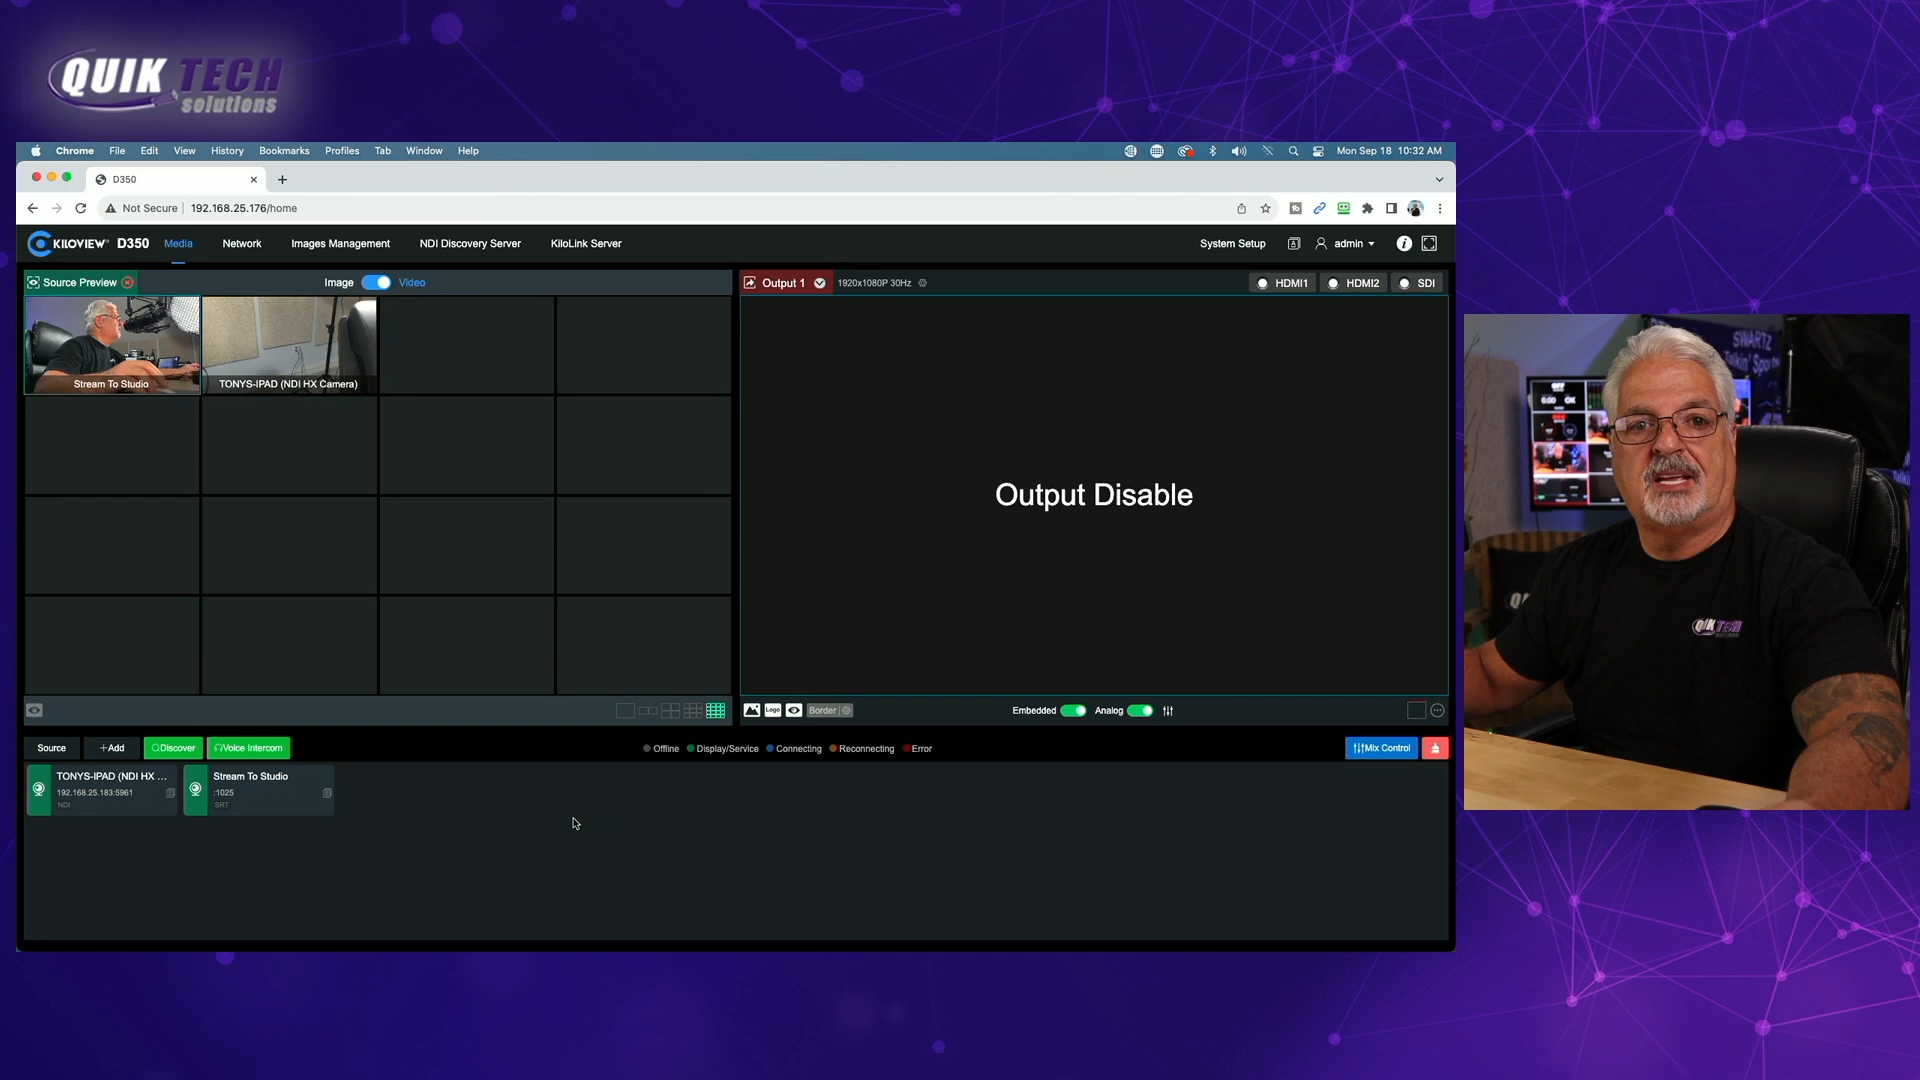 QUIK TECH
solutions
Chrome File Edit View History Bookmarks Profiles Tab Window Help
Mon Sep 18 10:32 AM
D350
Not Secure 192.168.25.176/home
KILOVIEW D350 Media Network Images Management NDI Discovery Server KiloLink Server System Setup admin
Source Preview Image Video
Output 1 1920x1080P 30Hz HDMI1 HDMI2 SDI
Stream To Studio
TONYS-IPAD (NDI HX Camera)
Output Disable
Logo Border Embedded Analog
Source +Add Discover Voice Intercom Offline Display/Service Connecting Reconnecting Error Mix Control
TONYS-IPAD (NDI HX ...
192.168.25.183:5961
NDI
Stream To Studio
:1025
SRT
SWARTZ
QUIK TECH